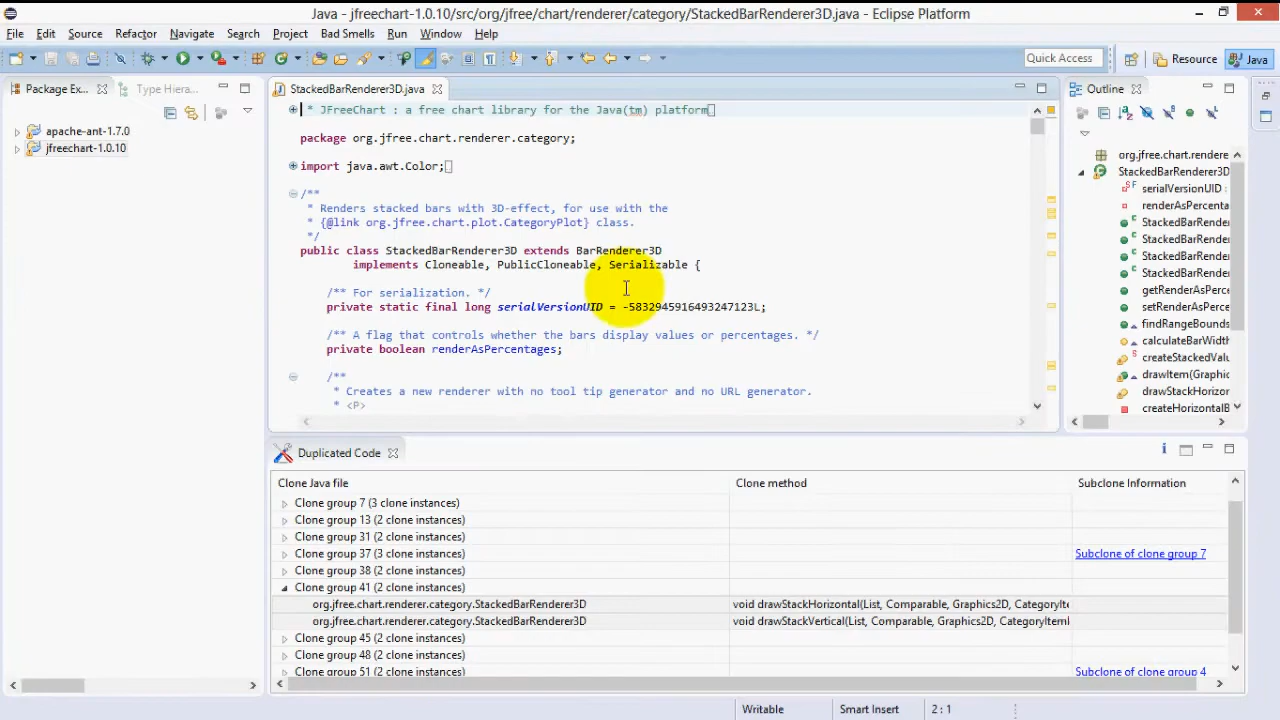 Java - jfreechart-1.0.10/src/org/jfree/chart/renderer/category/StackedBarRenderer3D.java - Eclipse Platform
File Edit Source Refactor Navigate Search Project Bad Smells Run Window Help
Quick Access
Resource
Java
Package Ex...
Type Hiera...
apache-ant-1.7.0
jfreechart-1.0.10
StackedBarRenderer3D.java
* JFreeChart : a free chart library for the Java(tm) platform
package org.jfree.chart.renderer.category;
import java.awt.Color;
/**
* Renders stacked bars with 3D-effect, for use with the
* {@link org.jfree.chart.plot.CategoryPlot} class.
*/
public class StackedBarRenderer3D extends BarRenderer3D
implements Cloneable, PublicCloneable, Serializable {
/** For serialization. */
private static final long serialVersionUID = -5832945916493247123L;
/** A flag that controls whether the bars display values or percentages. */
private boolean renderAsPercentages;
/**
* Creates a new renderer with no tool tip generator and no URL generator.
* <P>
Outline
org.jfree.chart.rendere
StackedBarRenderer3D
serialVersionUID :
renderAsPercenta
StackedBarRende
StackedBarRende
StackedBarRende
StackedBarRende
getRenderAsPerce
setRenderAsPerce
findRangeBounds
calculateBarWidth
createStackedValu
drawItem(Graphic
drawStackHorizon
createHorizontalB
Duplicated Code
Clone Java file Clone method Subclone Information
Clone group 7 (3 clone instances)
Clone group 13 (2 clone instances)
Clone group 31 (2 clone instances)
Clone group 37 (3 clone instances) Subclone of clone group 7
Clone group 38 (2 clone instances)
Clone group 41 (2 clone instances)
org.jfree.chart.renderer.category.StackedBarRenderer3D void drawStackHorizontal(List, Comparable, Graphics2D, CategoryIte
org.jfree.chart.renderer.category.StackedBarRenderer3D void drawStackVertical(List, Comparable, Graphics2D, CategoryItem
Clone group 45 (2 clone instances)
Clone group 48 (2 clone instances)
Clone group 51 (2 clone instances) Subclone of clone group 4
Writable Smart Insert 2 : 1